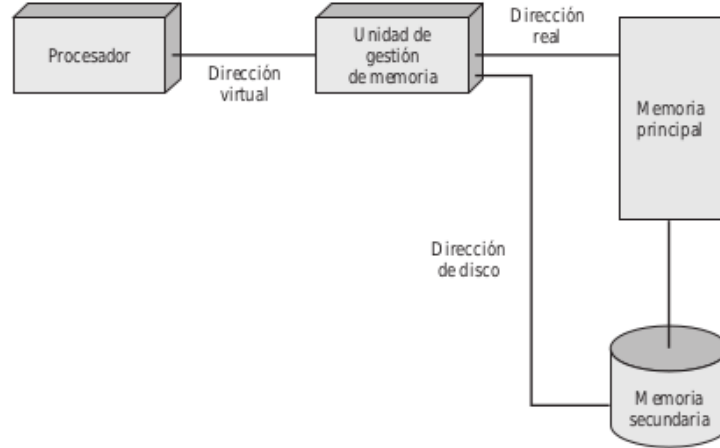 Procesador
Dirección
virtual
Unidad de
gestión
de memoria
Dirección
real
Memoria
principal
Dirección
de disco
Memoria
secundaria